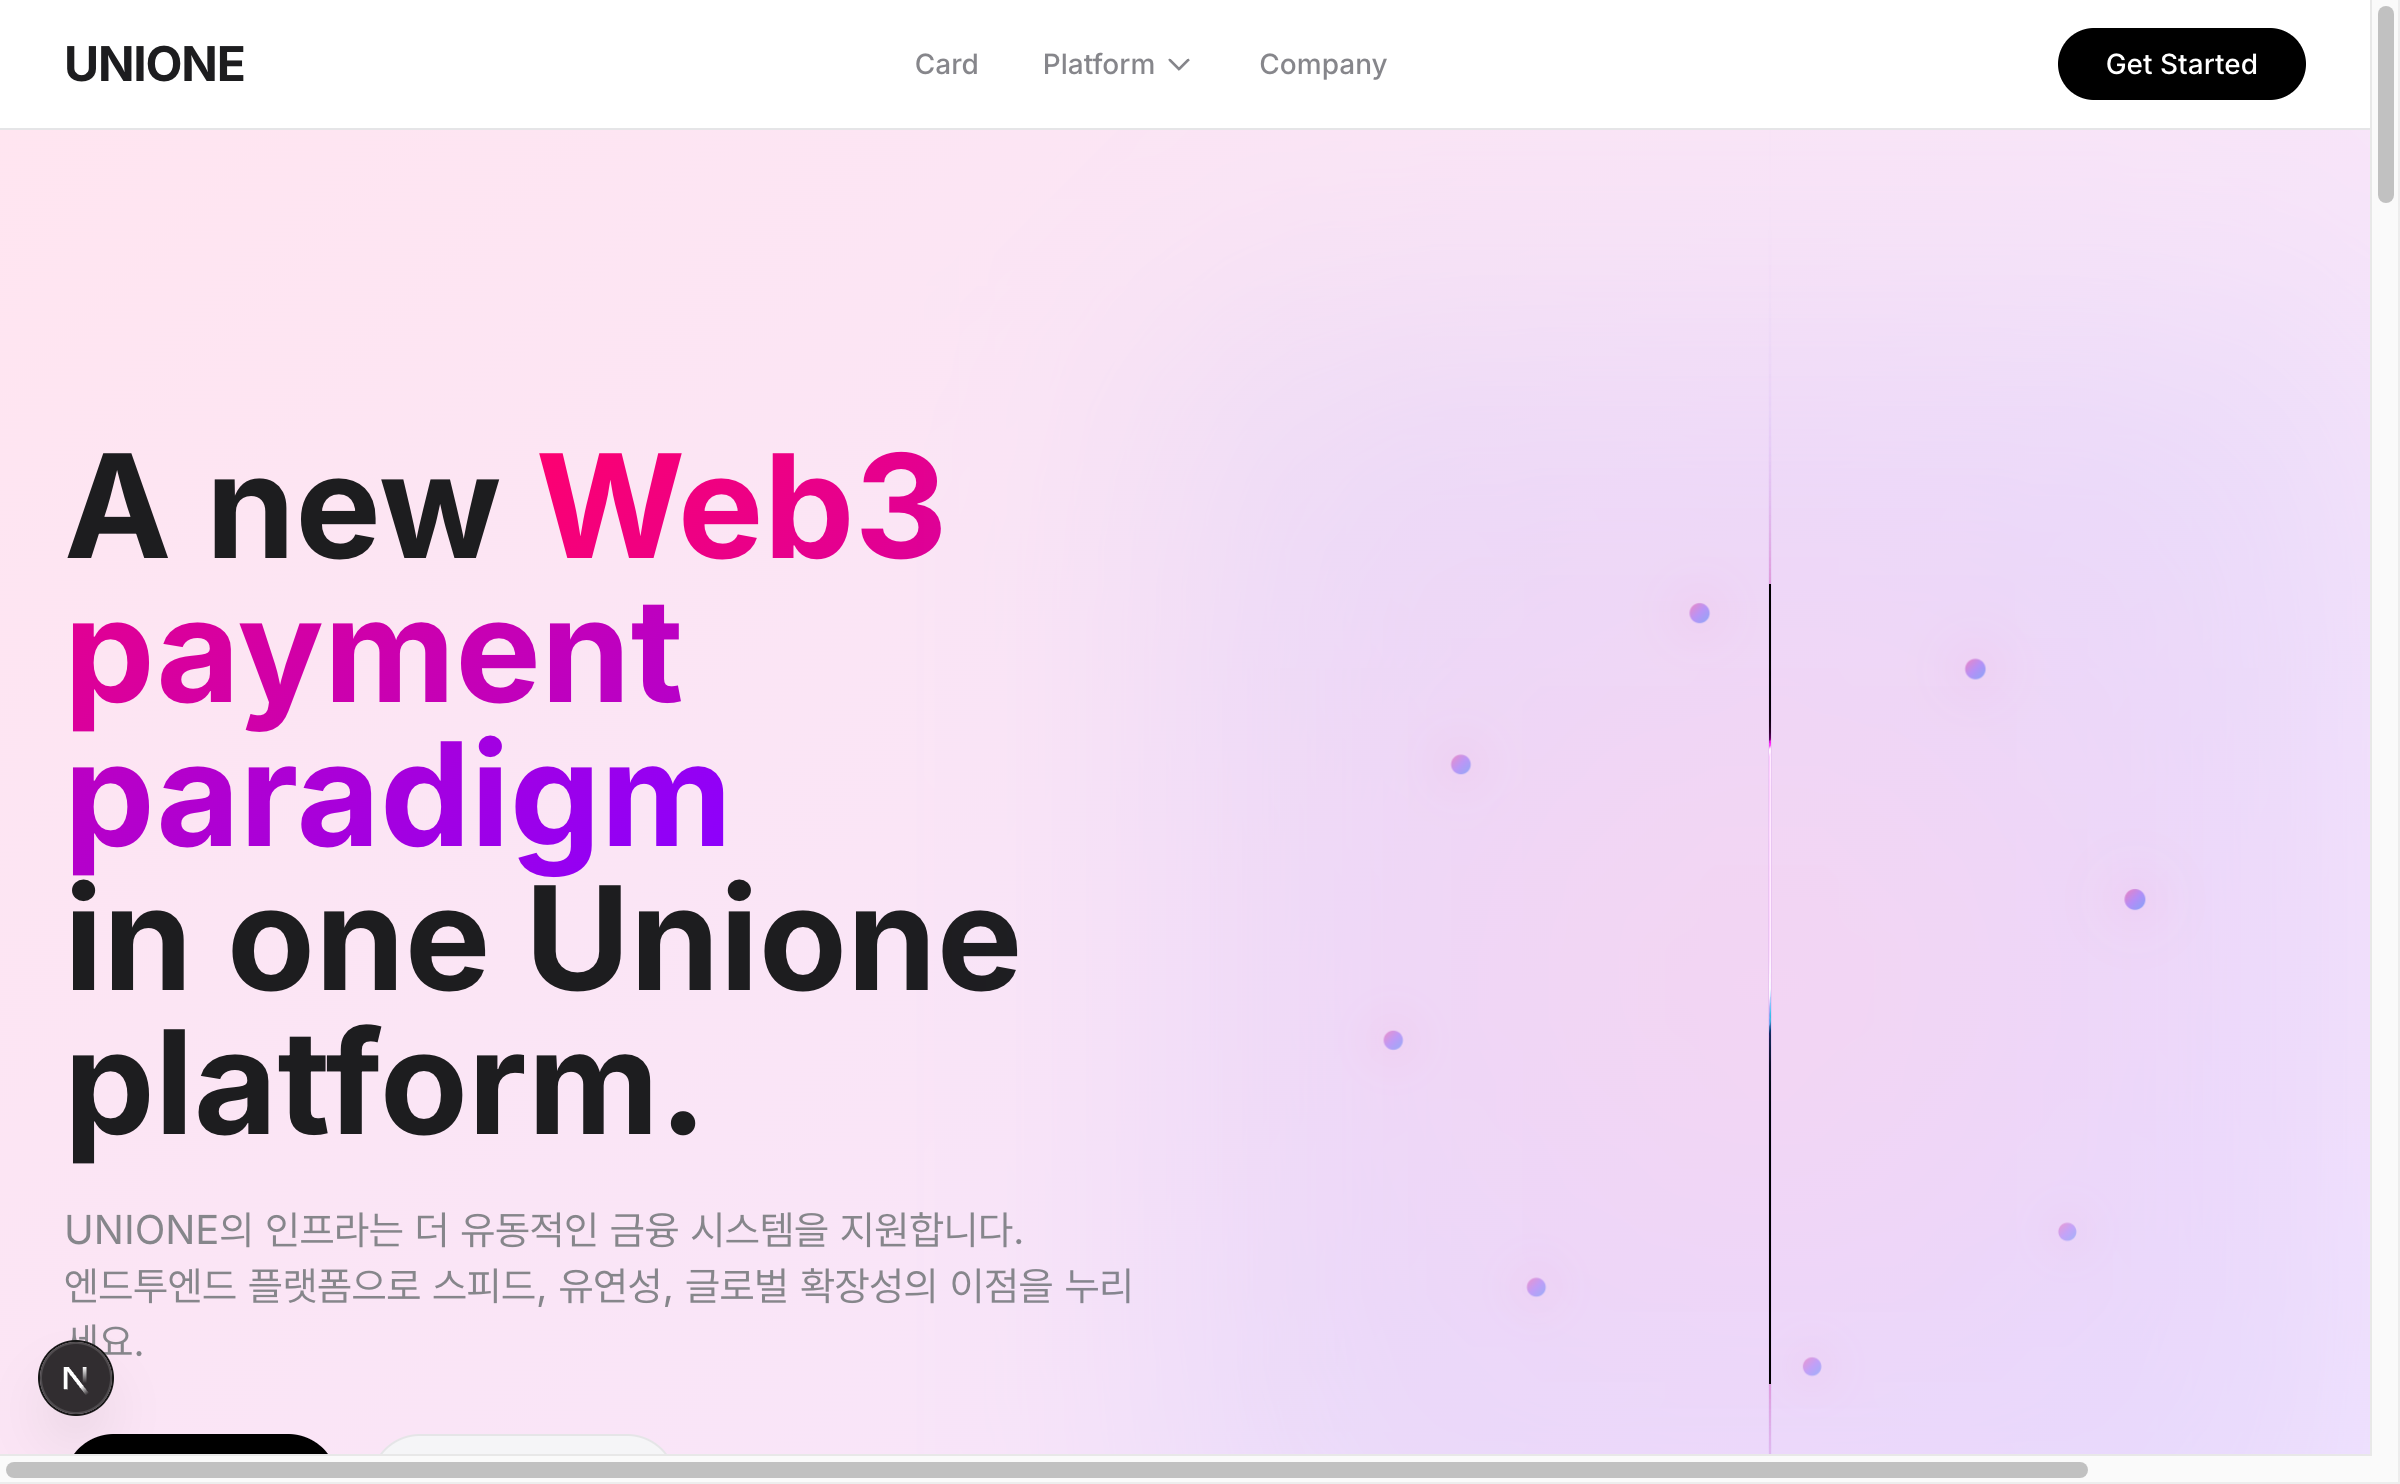 UNIONE
Card
Platform
Company
Get Started
A new Web3
payment
paradigm
in one Unione
platform.
UNIONE의 인프라는 더 유동적인 금융 시스템을 지원합니다.
엔드투엔드 플랫폼으로 스피드, 유연성, 글로벌 확장성의 이점을 누리
세요.
N